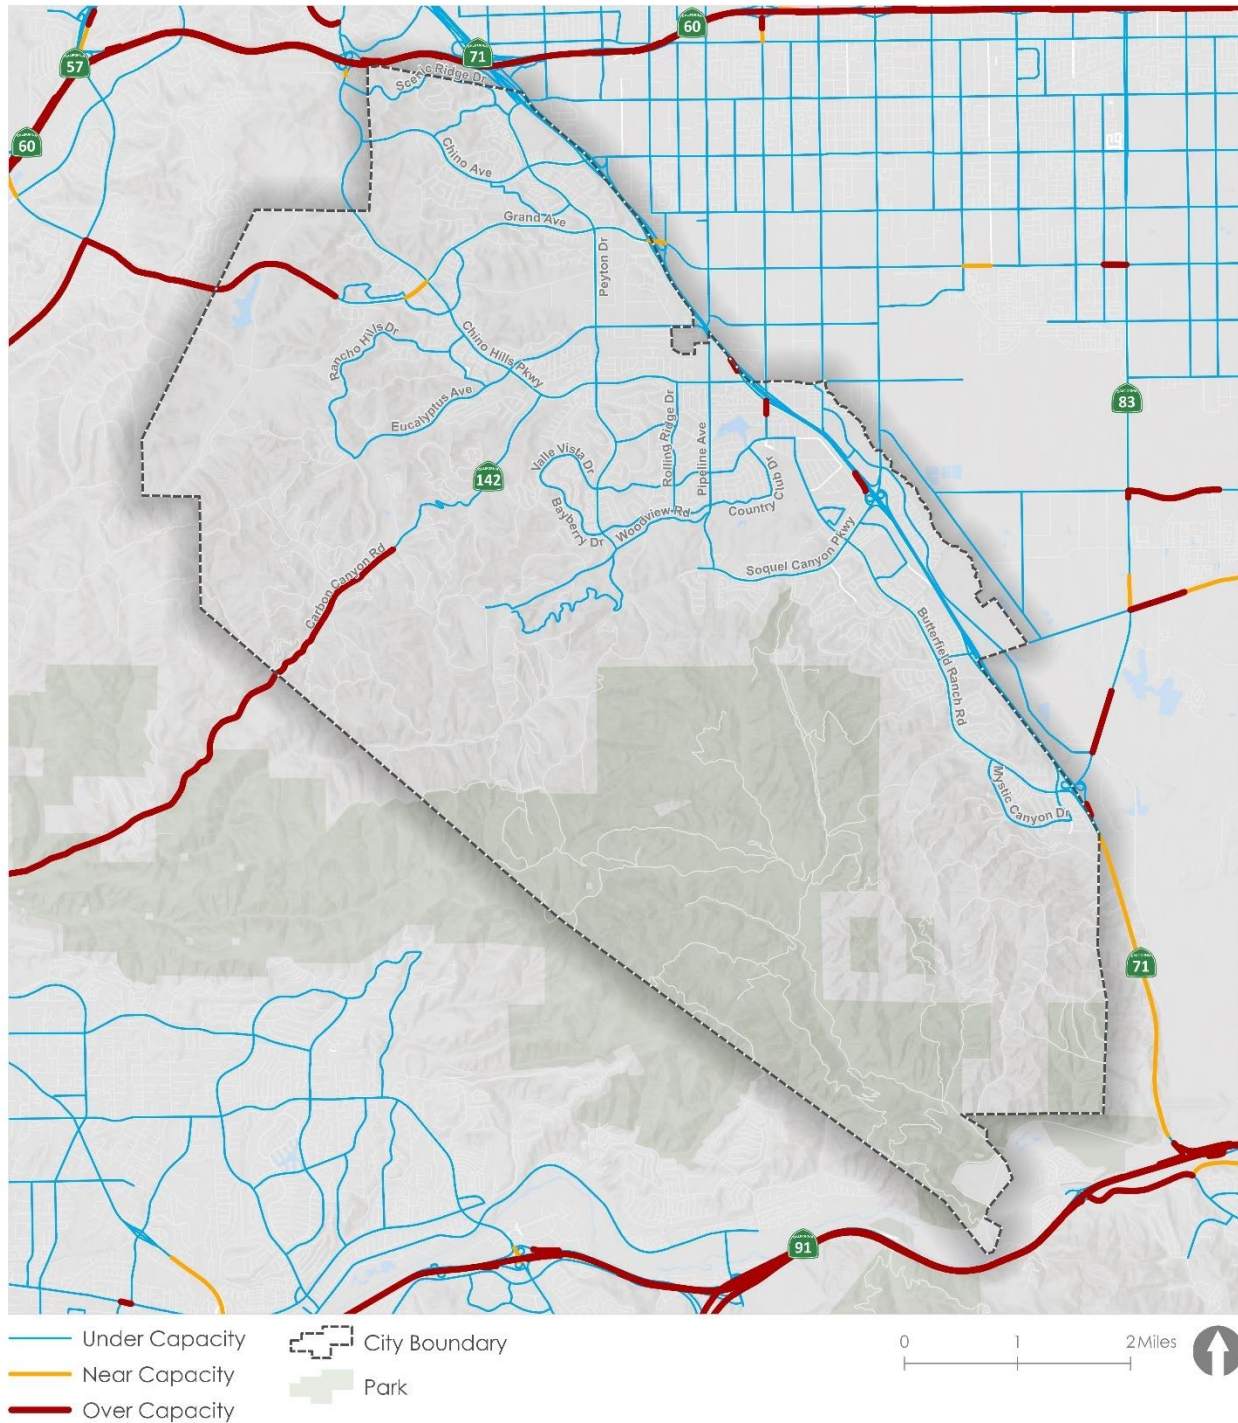 60
57
71
Scenic Ridge Dr
60
Chino Ave
Grand Ave
Peyton Dr
Rancho Hills Dr
Chino Hills Pkwy
Eucalyptus Ave
83
Rolling Ridge Dr
Pipeline Ave
142
Valle Vista Dr
Club Dr
Bayberry Dr
Woodview Rd
Country
Soquel Canyon Pkwy
Carbon Canyon Rd
Butterfield Ranch Rd
Mystic Canyon Dr
71
91
Under Capacity
Near Capacity
Over Capacity
City Boundary
Park
0 1 2 Miles